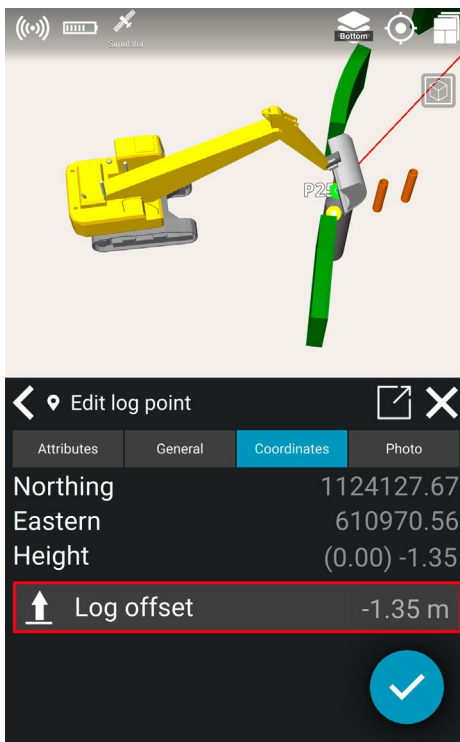 Simulator
Bottom
P25
Edit log point
Attributes General Coordinates Photo
Northing 1124127.67
Eastern 610970.56
Height (0.00) -1.35
Log offset -1.35 m